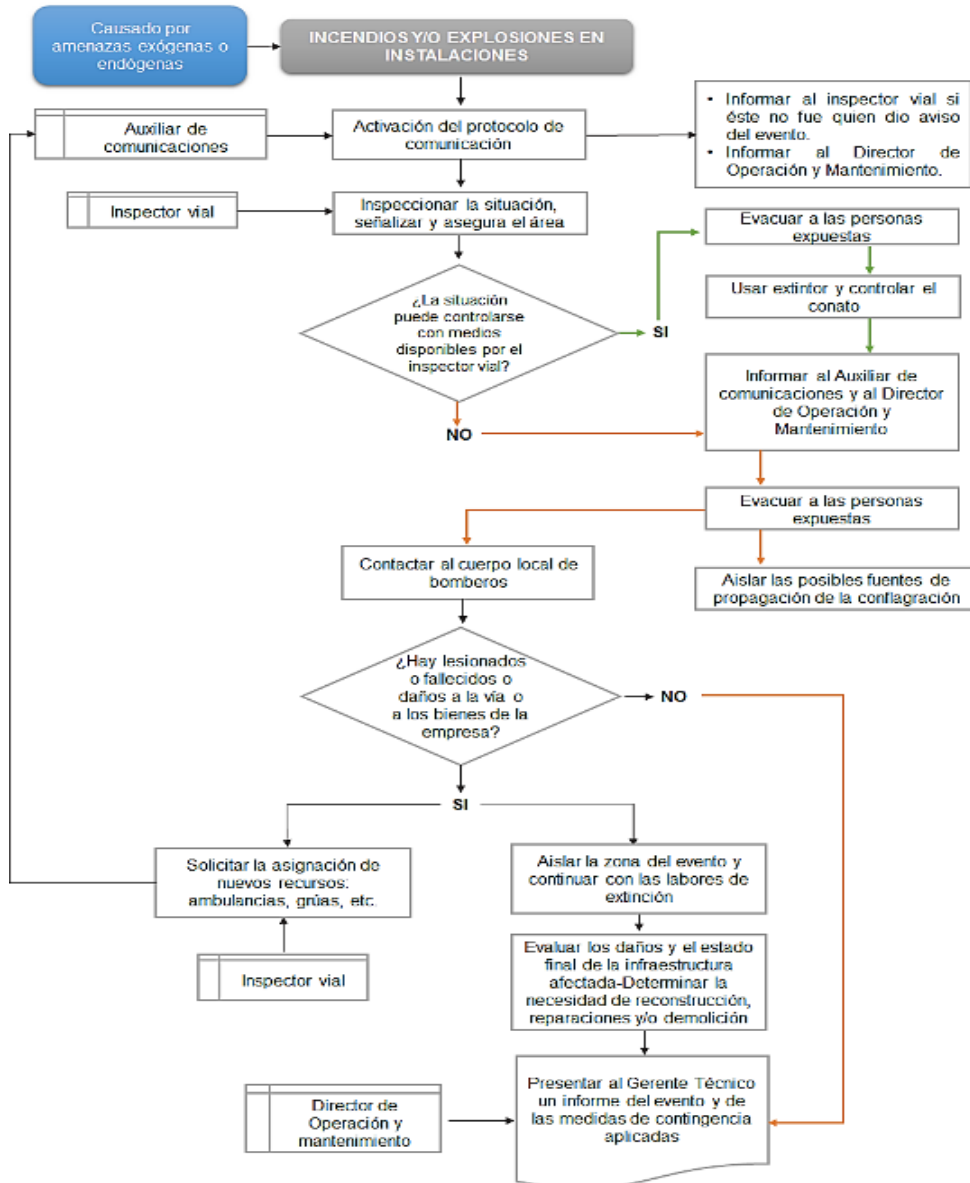 Causado por
amenazas exógenas o
endógenas
INCENDIOS Y/O EXPLOSIONES EN
INSTALACIONES
Auxiliar de
comunicaciones
Activación del protocolo de
comunicación
• Informar al inspector vial si
éste no fue quien dio aviso
del evento.
• Informar al Director de
Operación y Mantenimiento.
Inspector vial
Inspeccionar la situación,
señalizar y asegura el área
Evacuar a las personas
expuestas
Usar extintor y controlar el
conato
¿La situación
puede controlarse
con medios
disponibles por el
inspector vial?
SI
Informar al Auxiliar de
comunicaciones y al Director
de Operación y
Mantenimiento
NO
Evacuar a las personas
expuestas
Contactar al cuerpo local de
bomberos
Aislar las posibles fuentes de
propagación de la conflagración
¿Hay lesionados
o fallecidos o
daños a la vía o
a los bienes de la
empresa?
NO
SI
Solicitar la asignación de
nuevos recursos:
ambulancias, grúas, etc.
Aislar la zona del evento y
continuar con las labores de
extinción
Inspector vial
Evaluar los daños y el estado
final de la infraestructura
afectada-Determinar la
necesidad de reconstrucción,
reparaciones y/o demolición
Director de
Operación y
mantenimiento
Presentar al Gerente Técnico
un informe del evento y de
las medidas de contingencia
aplicadas